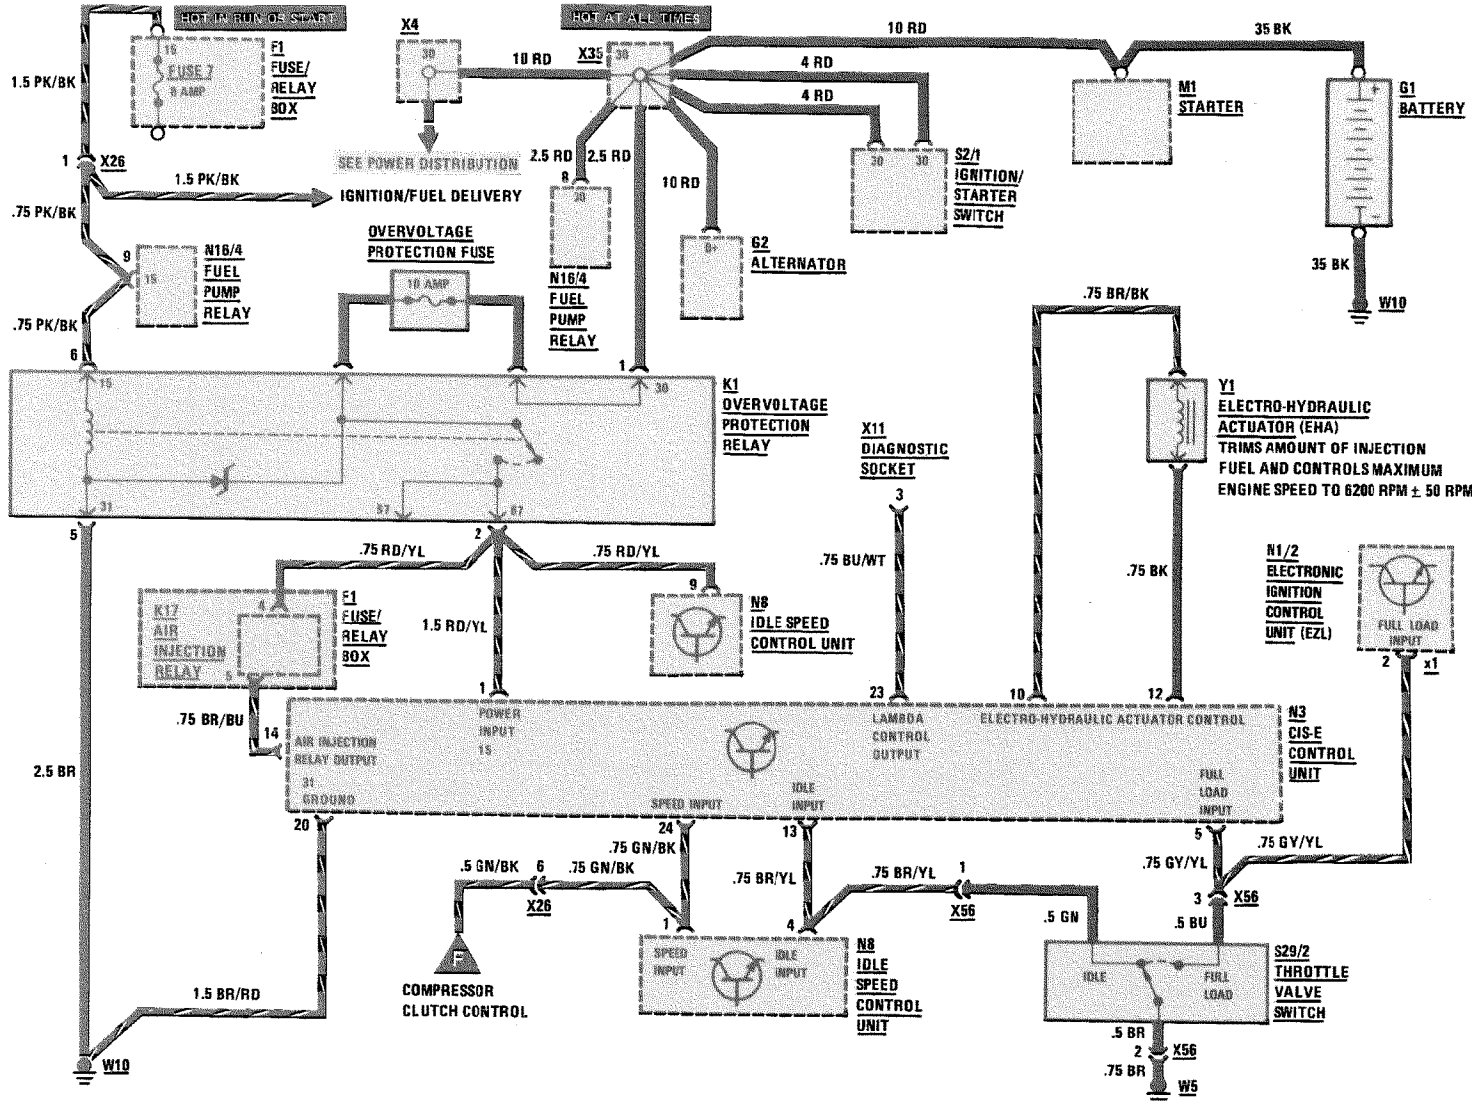 HOT IN RUN OR START
HOT AT ALL TIMES
X4
30
15
FUSE 7
8 AMP
F1
FUSE/
RELAY
BOX
1.5 PK/BK
10 RD
X35
30
10 RD
4 RD
4 RD
35 BK
M1
STARTER
G1
BATTERY
+
-
1
X26
1.5 PK/BK
SEE POWER DISTRIBUTION
IGNITION/FUEL DELIVERY
2.5 RD
2.5 RD
8
30
10 RD
30
30
S2/1
IGNITION/
STARTER
SWITCH
.75 PK/BK
OVERVOLTAGE
PROTECTION FUSE
B+
G2
ALTERNATOR
9
15
N16/4
FUEL
PUMP
RELAY
10 AMP
N16/4
FUEL
PUMP
RELAY
35 BK
W10
.75 BR/BK
.75 PK/BK
6
1
15
30
K1
OVERVOLTAGE
PROTECTION
RELAY
Y1
ELECTRO-HYDRAULIC
ACTUATOR (EHA)
TRIMS AMOUNT OF INJECTION
FUEL AND CONTROLS MAXIMUM
ENGINE SPEED TO 6200 RPM ± 50 RPM
X11
DIAGNOSTIC
SOCKET
3
31
87
87
5
2
.75 RD/YL
.75 RD/YL
.75 BU/WT
.75 BK
N1/2
ELECTRONIC
IGNITION
CONTROL
UNIT (EZL)
FULL LOAD
INPUT
2
x1
K17
AIR
INJECTION
RELAY
4
5
F1
FUSE/
RELAY
BOX
1.5 RD/YL
9
N8
IDLE SPEED
CONTROL UNIT
.75 BR/BU
14
1
23
10
12
POWER
INPUT
15
LAMBDA
CONTROL
OUTPUT
ELECTRO-HYDRAULIC ACTUATOR CONTROL
N3
CIS-E
CONTROL
UNIT
AIR INJECTION
RELAY OUTPUT
31
GROUND
SPEED INPUT
IDLE
INPUT
FULL
LOAD
INPUT
2.5 BR
20
24
13
5
.75 GN/BK
.75 GY/YL
.75 GY/YL
.5 GN/BK
6
.75 GN/BK
X26
.75 BR/YL
.75 BR/YL
1
X56
3
X56
.5 GN
.5 BU
1
4
SPEED
INPUT
IDLE
INPUT
N8
IDLE
SPEED
CONTROL
UNIT
F
COMPRESSOR
CLUTCH CONTROL
IDLE
FULL
LOAD
S29/2
THROTTLE
VALVE
SWITCH
1.5 BR/RD
.5 BR
2
X56
.75 BR
W10
W5